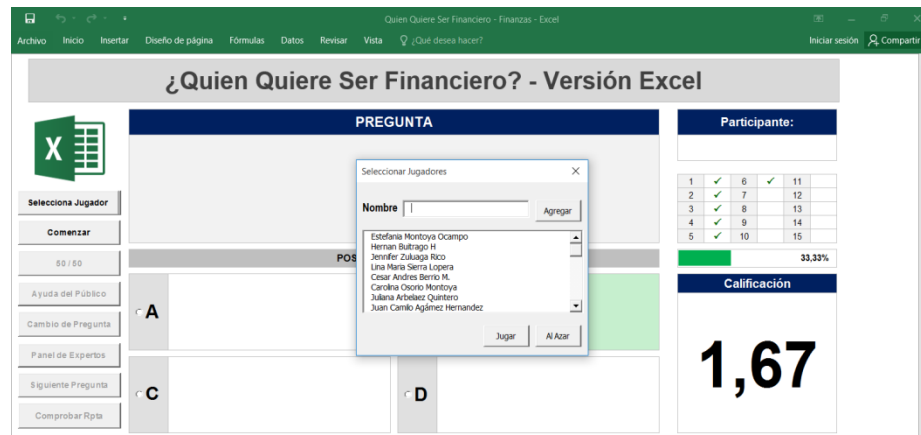 Quien Quiere Ser Financiero - Finanzas - Excel
Archivo Inicio Insertar Diseño de página Fórmulas Datos Revisar Vista ¿Qué desea hacer? Iniciar sesión Compartir
¿Quien Quiere Ser Financiero? - Versión Excel
X
Selecciona Jugador
Comenzar
50 / 50
Ayuda del Público
Cambio de Pregunta
Panel de Expertos
Siguiente Pregunta
Comprobar Rpta
PREGUNTA
POS
A
C
D
Seleccionar Jugadores
Nombre
Agregar
Estefania Montoya Ocampo
Hernan Buitrago H
Jennifer Zuluaga Rico
Lina Maria Sierra Lopera
Cesar Andres Berrio M.
Carolina Osorio Montoya
Juliana Arbelaez Quintero
Juan Camilo Agámez Hernandez
Jugar Al Azar
Participante:
1 ✓ 6 ✓ 11
2 ✓ 7 12
3 ✓ 8 13
4 ✓ 9 14
5 ✓ 10 15
33,33%
Calificación
1,67